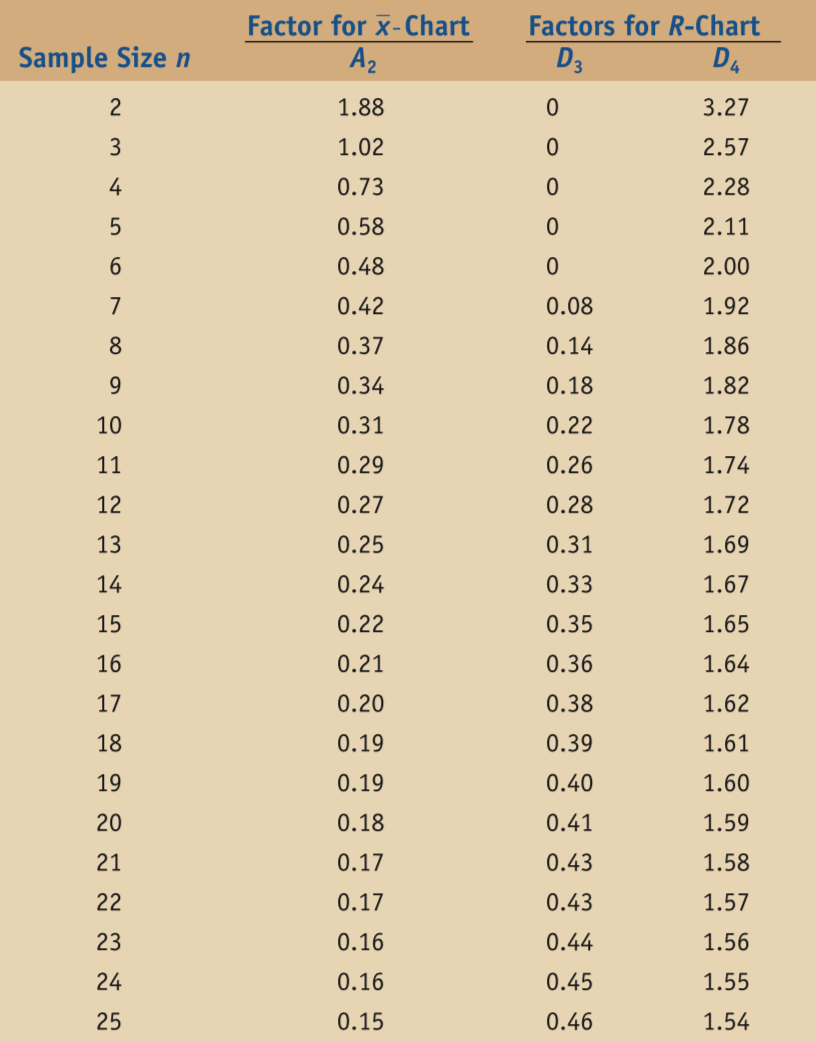 Factor for x̄-Chart Factors for R-Chart
Sample Size n A₂ D₃ D₄
2 1.88 0 3.27
3 1.02 0 2.57
4 0.73 0 2.28
5 0.58 0 2.11
6 0.48 0 2.00
7 0.42 0.08 1.92
8 0.37 0.14 1.86
9 0.34 0.18 1.82
10 0.31 0.22 1.78
11 0.29 0.26 1.74
12 0.27 0.28 1.72
13 0.25 0.31 1.69
14 0.24 0.33 1.67
15 0.22 0.35 1.65
16 0.21 0.36 1.64
17 0.20 0.38 1.62
18 0.19 0.39 1.61
19 0.19 0.40 1.60
20 0.18 0.41 1.59
21 0.17 0.43 1.58
22 0.17 0.43 1.57
23 0.16 0.44 1.56
24 0.16 0.45 1.55
25 0.15 0.46 1.54